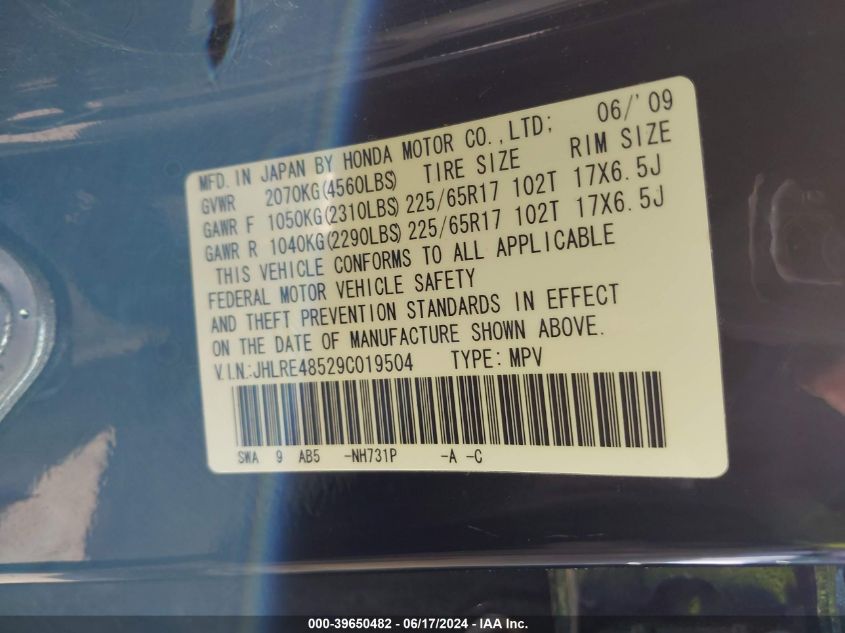 MFD. IN JAPAN BY HONDA MOTOR CO.,LTD; 06/'09
GVWR 2070KG(4560LBS) TIRE SIZE RIM SIZE
GAWR F 1050KG(2310LBS) 225/65R17 102T 17X6.5J
GAWR R 1040KG(2290LBS) 225/65R17 102T 17X6.5J
THIS VEHICLE CONFORMS TO ALL APPLICABLE
FEDERAL MOTOR VEHICLE SAFETY
AND THEFT PREVENTION STANDARDS IN EFFECT
ON THE DATE OF MANUFACTURE SHOWN ABOVE.
V.I.N:JHLRE48529C019504 TYPE: MPV
SWA 9 AB5 -NH731P -A -C
000-39650482 - 06/17/2024 - IAA Inc.